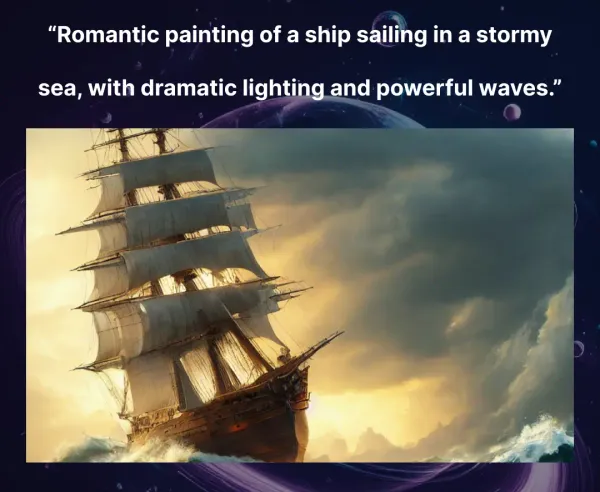 “Romantic painting of a ship sailing in a stormy
sea, with dramatic lighting and powerful waves.”